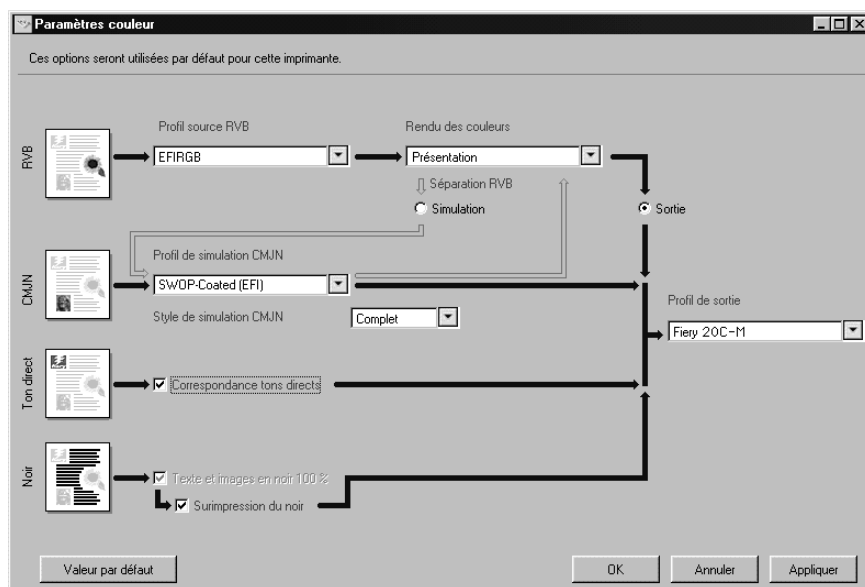 Paramètres couleur
Ces options seront utilisées par défaut pour cette imprimante.
RVB
Profil source RVB
Rendu des couleurs
EFIRGB
Présentation
Séparation RVB
Simulation
Sortie
CMJN
Profil de simulation CMJN
SWOP-Coated (EFI)
Style de simulation CMJN
Complet
Profil de sortie
Fiery 20C-M
Ton direct
Correspondance tons directs
Noir
Texte et images en noir 100 %
Surimpression du noir
Valeur par défaut
OK
Annuler
Appliquer